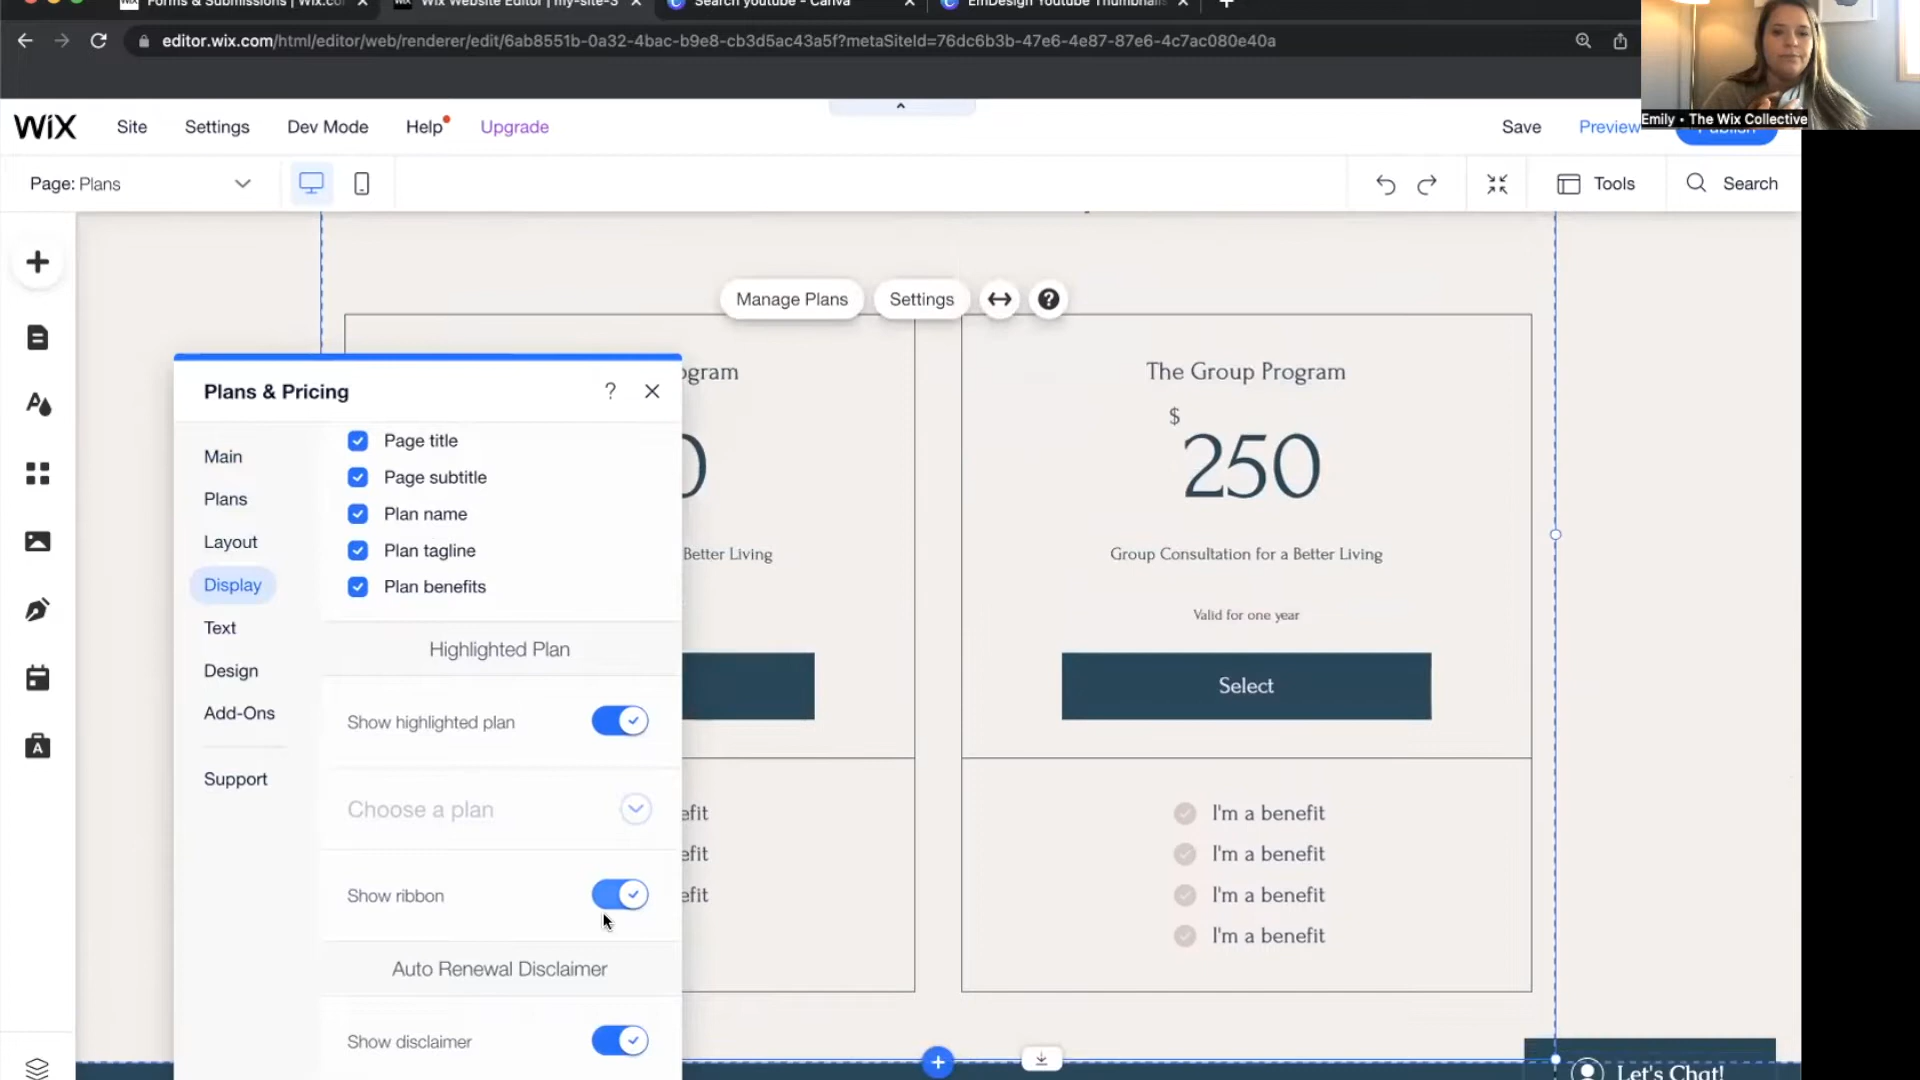 Forms & Submissions | Wix.co
Wix Website Editor | my-site-3
Search youtube - Canva
EmDesign Youtube Thumbnails
editor.wix.com/html/editor/web/renderer/edit/6ab8551b-0a32-4bac-b9e8-cb3d5ac43a5f?metaSiteId=76dc6b3b-47e6-4e87-87e6-4c7ac080e40a
Emily • The Wix Collective
WiX Site Settings Dev Mode Help Upgrade Save Preview Publish
Page: Plans Tools Search
Manage Plans Settings ?
Plans & Pricing ?
Main
Plans
Layout
Display
Text
Design
Add-Ons
Support
Page title
Page subtitle
Plan name
Plan tagline
Plan benefits
Highlighted Plan
Show highlighted plan
Choose a plan
Show ribbon
Auto Renewal Disclaimer
Show disclaimer
ogram
0
Better Living
efit
efit
efit
The Group Program
$
250
Group Consultation for a Better Living
Valid for one year
Select
I'm a benefit
I'm a benefit
I'm a benefit
I'm a benefit
Let's Chat!